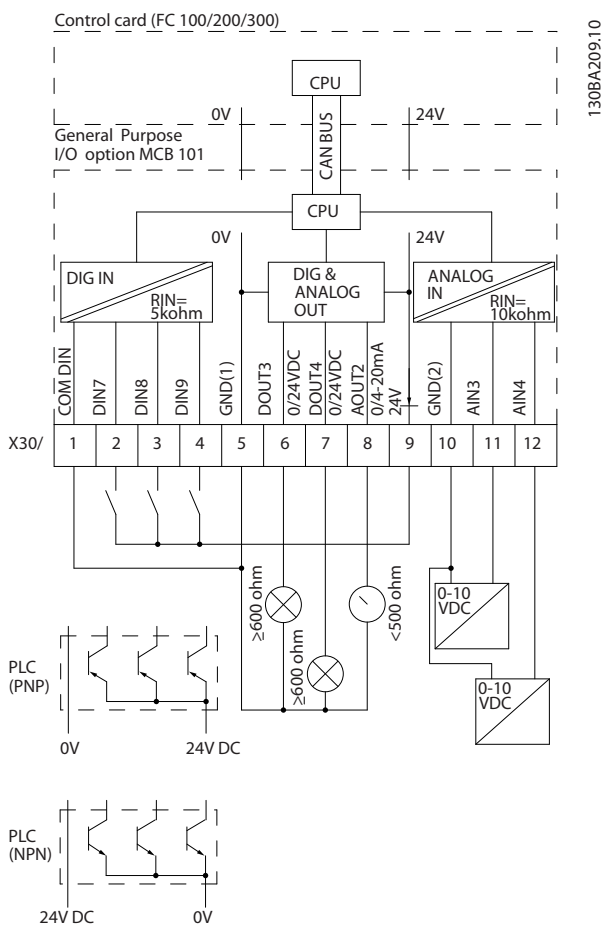 Control card (FC 100/200/300)
130BA209.10
CPU
0V
24V
CAN BUS
General Purpose
I/O option MCB 101
CPU
0V
24V
DIG IN
RIN=
5kohm
DIG &
ANALOG
OUT
ANALOG
IN
RIN=
10kohm
COM DIN
DIN7
DIN8
DIN9
GND(1)
DOUT3
0/24VDC
DOUT4
0/24VDC
AOUT2
0/4-20mA
24V
GND(2)
AIN3
AIN4
X30/ 1 2 3 4 5 6 7 8 9 10 11 12
≥600 ohm
≥600 ohm
<500 ohm
0-10
VDC
0-10
VDC
PLC
(PNP)
0V
24V DC
PLC
(NPN)
24V DC
0V